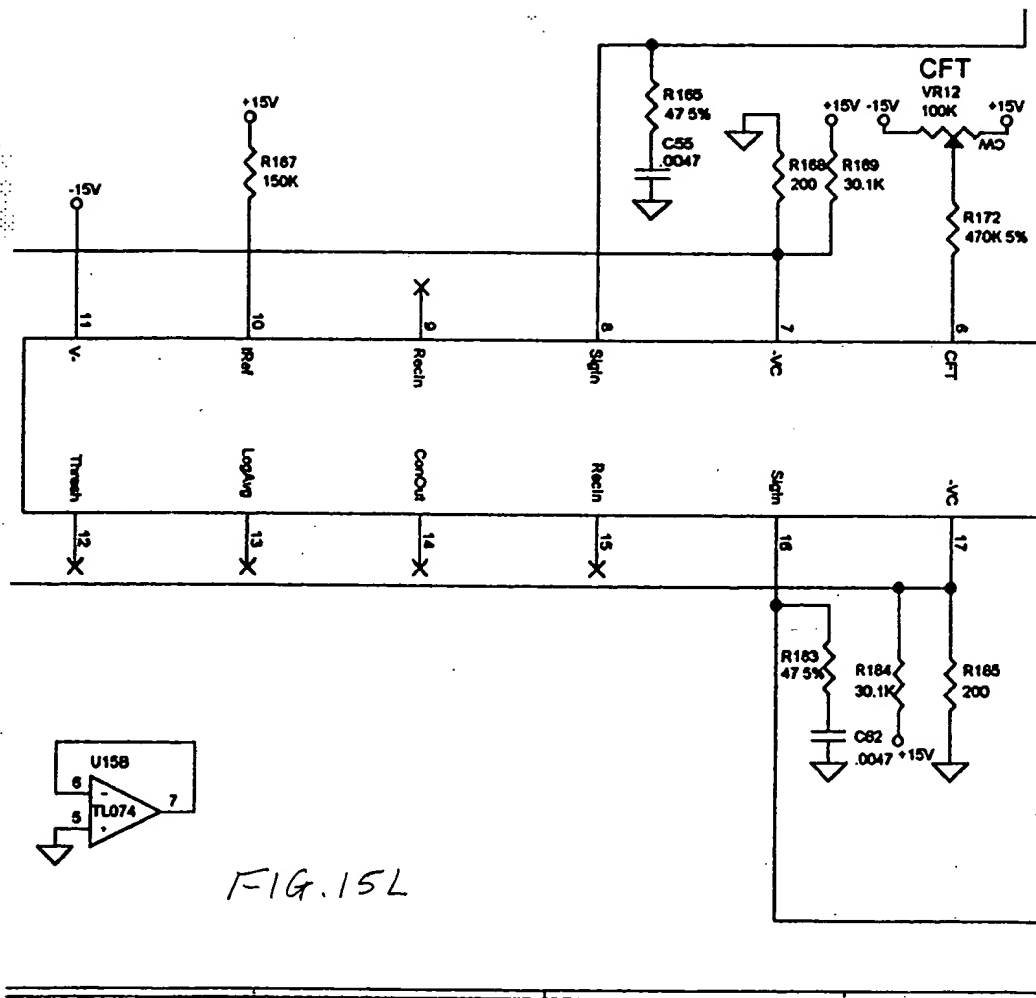 CFT
VR12
100K
-15V
+15V
CW
+15V
R167
150K
-15V
R165
47 5%
C55
.0047
R168
200
+15V
R169
30.1K
R172
470K 5%
11
10
9
8
7
6
V-
IRef
RecIn
SigIn
-VC
CFT
Thresh
LogAvg
ConOut
RecIn
SigIn
-VC
12
13
14
15
16
17
R183
47 5%
C62
.0047
R184
30.1K
+15V
R185
200
U15B
6
5
7
-
+
TL074
FIG. 15L